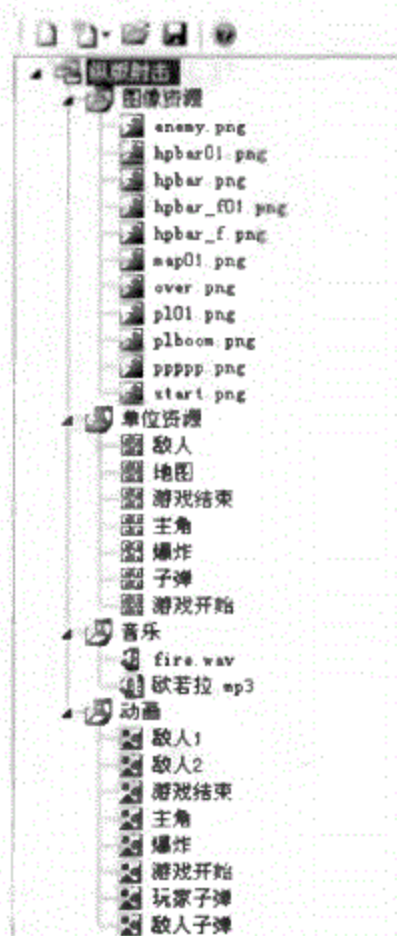 纵版射击
图像资源
enemy.png
hpbar01.png
hpbar.png
hpbar_f01.png
hpbar_f.png
map01.png
over.png
pl01.png
plboom.png
ppppp.png
start.png
单位资源
敌人
地图
游戏结束
主角
爆炸
子弹
游戏开始
音乐
fire.wav
欧若拉.mp3
动画
敌人1
敌人2
游戏结束
主角
爆炸
游戏开始
玩家子弹
敌人子弹